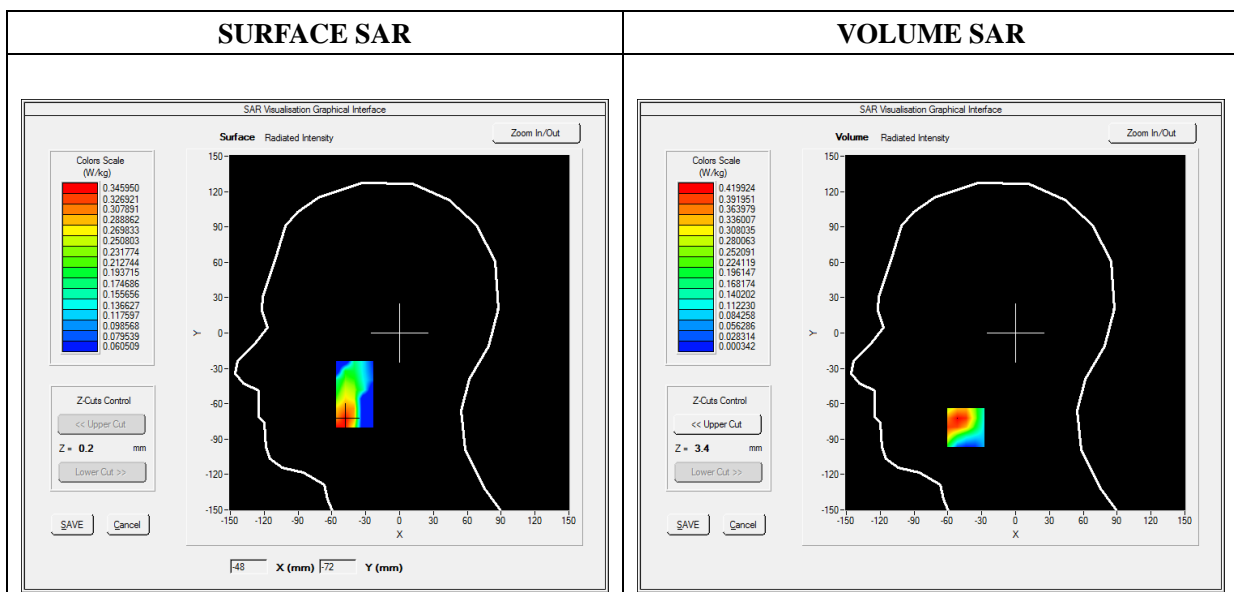 SURFACE SAR
VOLUME SAR
SAR Visualisation Graphical Interface
Surface Radiated Intensity
Zoom In/Out
Colors Scale
(W/kg)
0.345950
0.326921
0.307891
0.288862
0.269833
0.250803
0.231774
0.212744
0.193715
0.174686
0.155656
0.136627
0.117597
0.098568
0.079539
0.060509
Z-Cuts Control
<< Upper Cut
Z = 0.2 mm
Lower Cut >>
SAVE Cancel
150
120
90
60
30
0
-30
-60
-90
-120
-150
Y
-150 -120 -90 -60 -30 0 30 60 90 120 150
X
-48 X (mm) -72 Y (mm)
SAR Visualisation Graphical Interface
Volume Radiated Intensity
Zoom In/Out
Colors Scale
(W/kg)
0.419924
0.391951
0.363979
0.336007
0.308035
0.280063
0.252091
0.224119
0.196147
0.168174
0.140202
0.112230
0.084258
0.056286
0.028314
0.000342
Z-Cuts Control
<< Upper Cut
Z = 3.4 mm
Lower Cut >>
SAVE Cancel
150
120
90
60
30
0
-30
-60
-90
-120
-150
Y
-150 -120 -90 -60 -30 0 30 60 90 120 150
X